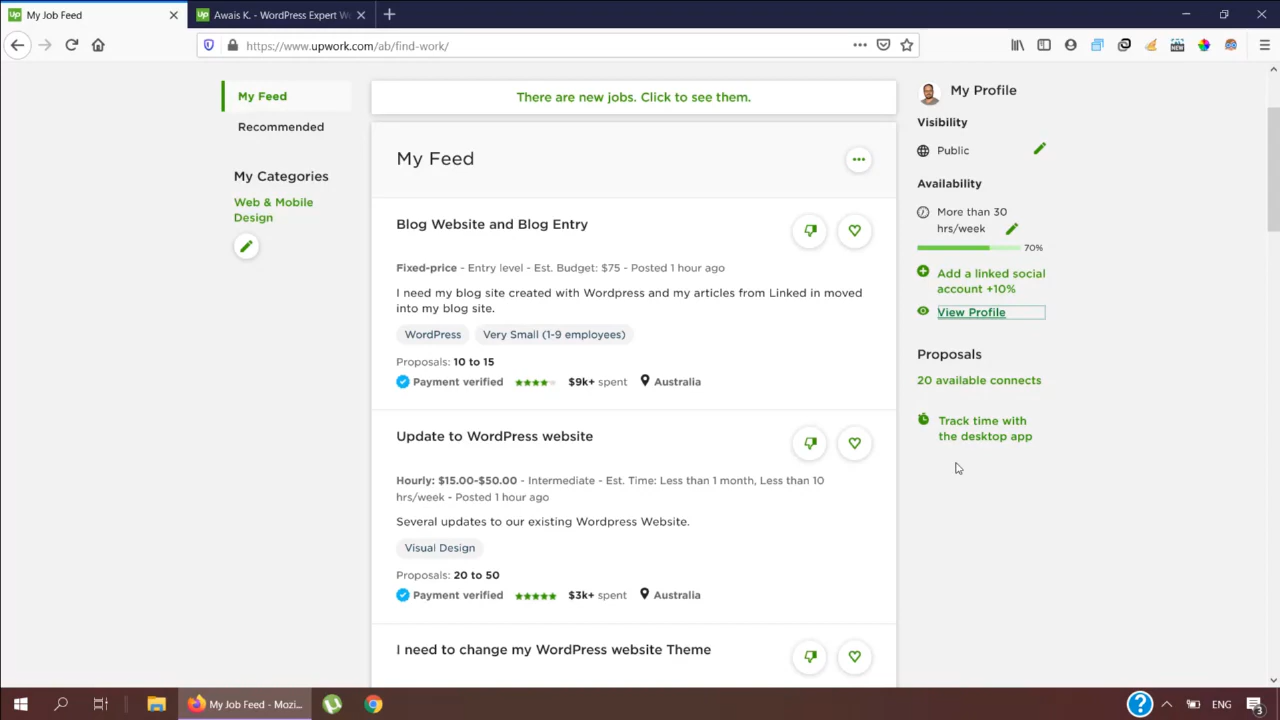 up My Job Feed
up Awais K. - WordPress Expert W
https://www.upwork.com/ab/find-work/
NEW
My Feed
Recommended
My Categories
Web & Mobile
Design
There are new jobs. Click to see them.
My Feed
Blog Website and Blog Entry
Fixed-price - Entry level - Est. Budget: $75 - Posted 1 hour ago
I need my blog site created with Wordpress and my articles from Linked in moved
into my blog site.
WordPress Very Small (1-9 employees)
Proposals: 10 to 15
Payment verified $9k+ spent Australia
Update to WordPress website
Hourly: $15.00-$50.00 - Intermediate - Est. Time: Less than 1 month, Less than 10
hrs/week - Posted 1 hour ago
Several updates to our existing Wordpress Website.
Visual Design
Proposals: 20 to 50
Payment verified $3k+ spent Australia
I need to change my WordPress website Theme
My Profile
Visibility
Public
Availability
More than 30
hrs/week
70%
Add a linked social
account +10%
View Profile
Proposals
20 available connects
Track time with
the desktop app
My Job Feed - Mozi...
?
ENG
3